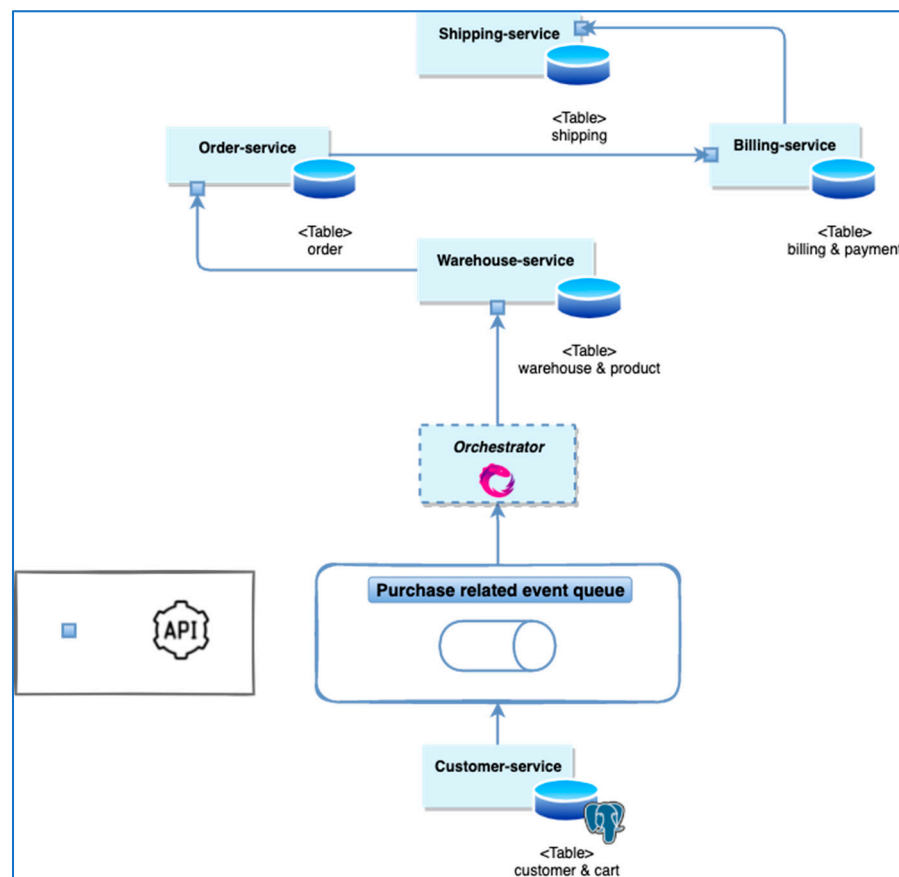 Shipping-service
<Table>
shipping
Order-service
Billing-service
<Table>
order
<Table>
billing & payment
Warehouse-service
<Table>
warehouse & product
Orchestrator
Purchase related event queue
API
Customer-service
<Table>
customer & cart